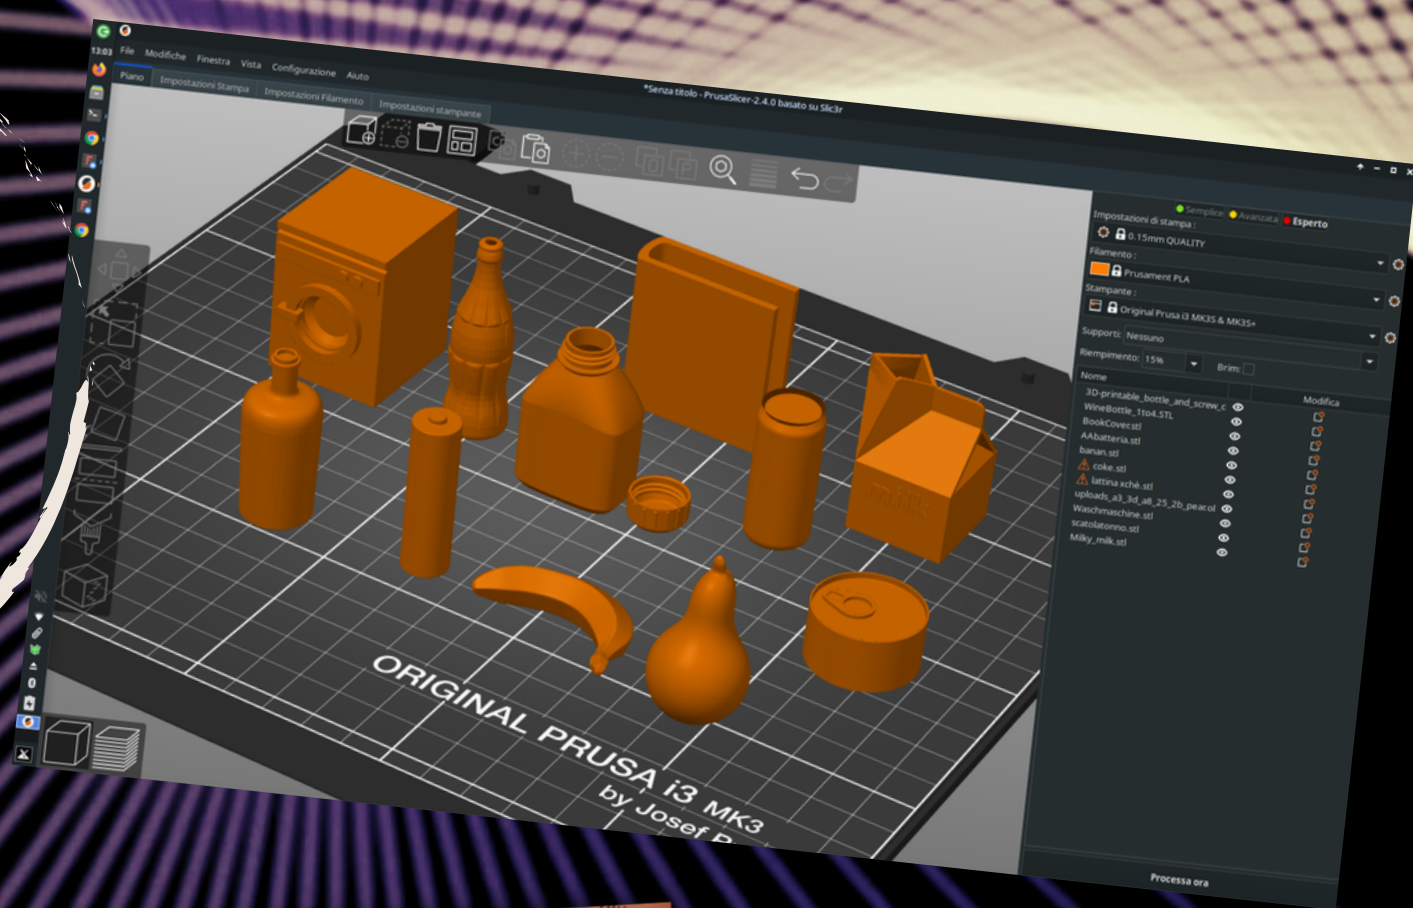 13:03
File Modifiche Finestra Vista Configurazione Aiuto
*Senza titolo - PrusaSlicer-2.4.0 basato su Slic3r
Piano Impostazioni Stampa Impostazioni Filamento Impostazioni stampante
Semplice Avanzata Esperto
Impostazioni di stampa :
0.15mm QUALITY
Filamento :
Prusament PLA
Stampante :
Original Prusa i3 MK3S & MK3S+
Supporti: Nessuno
Riempimento: 15% Brim:
Nome Modifica
3D-printable_bottle_and_screw_c
WineBottle_1to4.STL
BookCover.stl
AAbatteria.stl
banan.stl
coke.stl
lattina xché.stl
uploads_a3_3d_a8_25_2b_pear.ol
Waschmaschine.stl
scatolatonno.stl
Milky_milk.stl
milk
ORIGINAL PRUSA i3 MK3
by Josef P
Processa ora